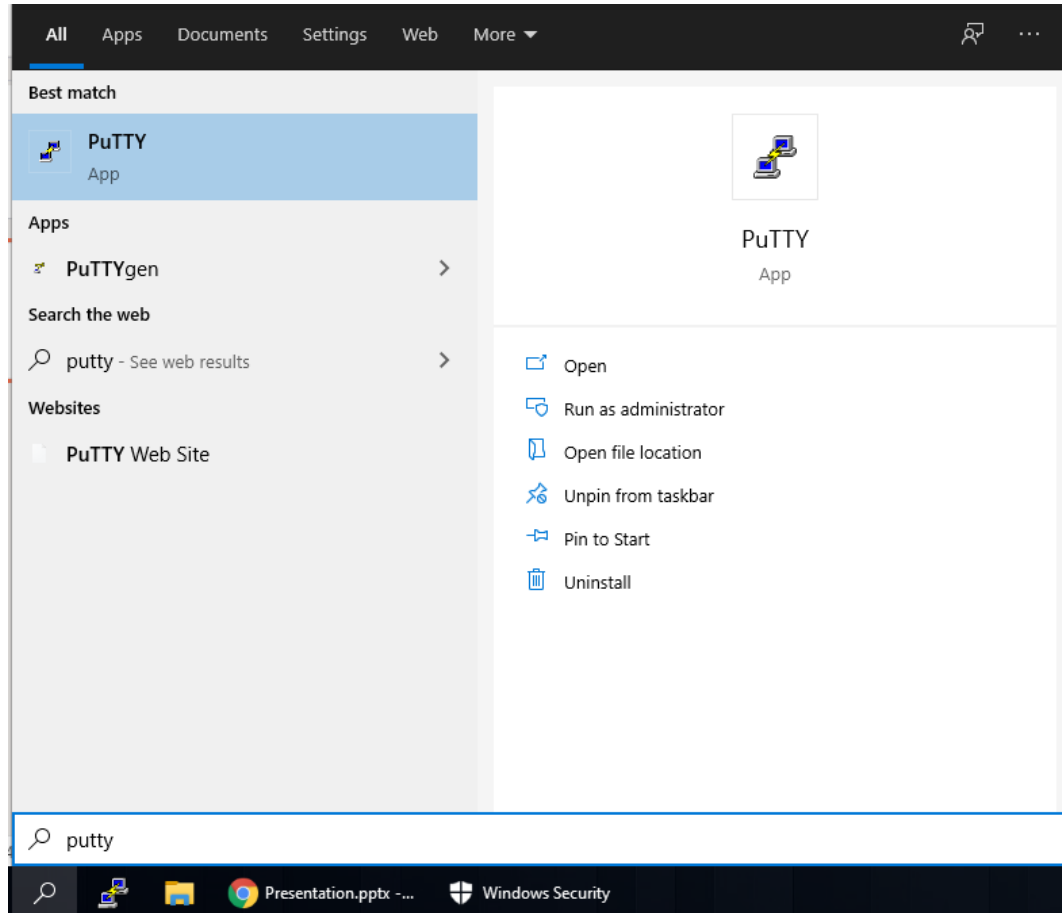 All Apps Documents Settings Web More
Best match
PuTTY
App
Apps
PuTTYgen
Search the web
putty - See web results
Websites
PuTTY Web Site
PuTTY
App
Open
Run as administrator
Open file location
Unpin from taskbar
Pin to Start
Uninstall
putty
Presentation.pptx -... Windows Security